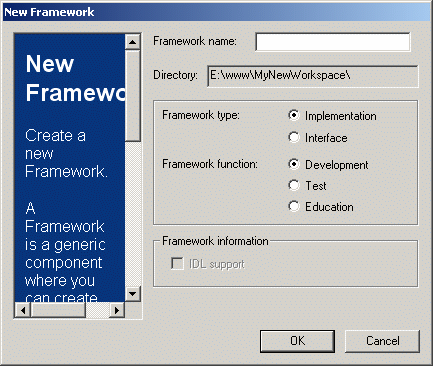 New Framework
New
Framewo
Create a
new
Framework.
A
Framework
is a generic
component
where you
can create
Framework name:
Directory: E:\www\MyNewWorkspace\
Framework type: Implementation
Interface
Framework function: Development
Test
Education
Framework information
IDL support
OK Cancel